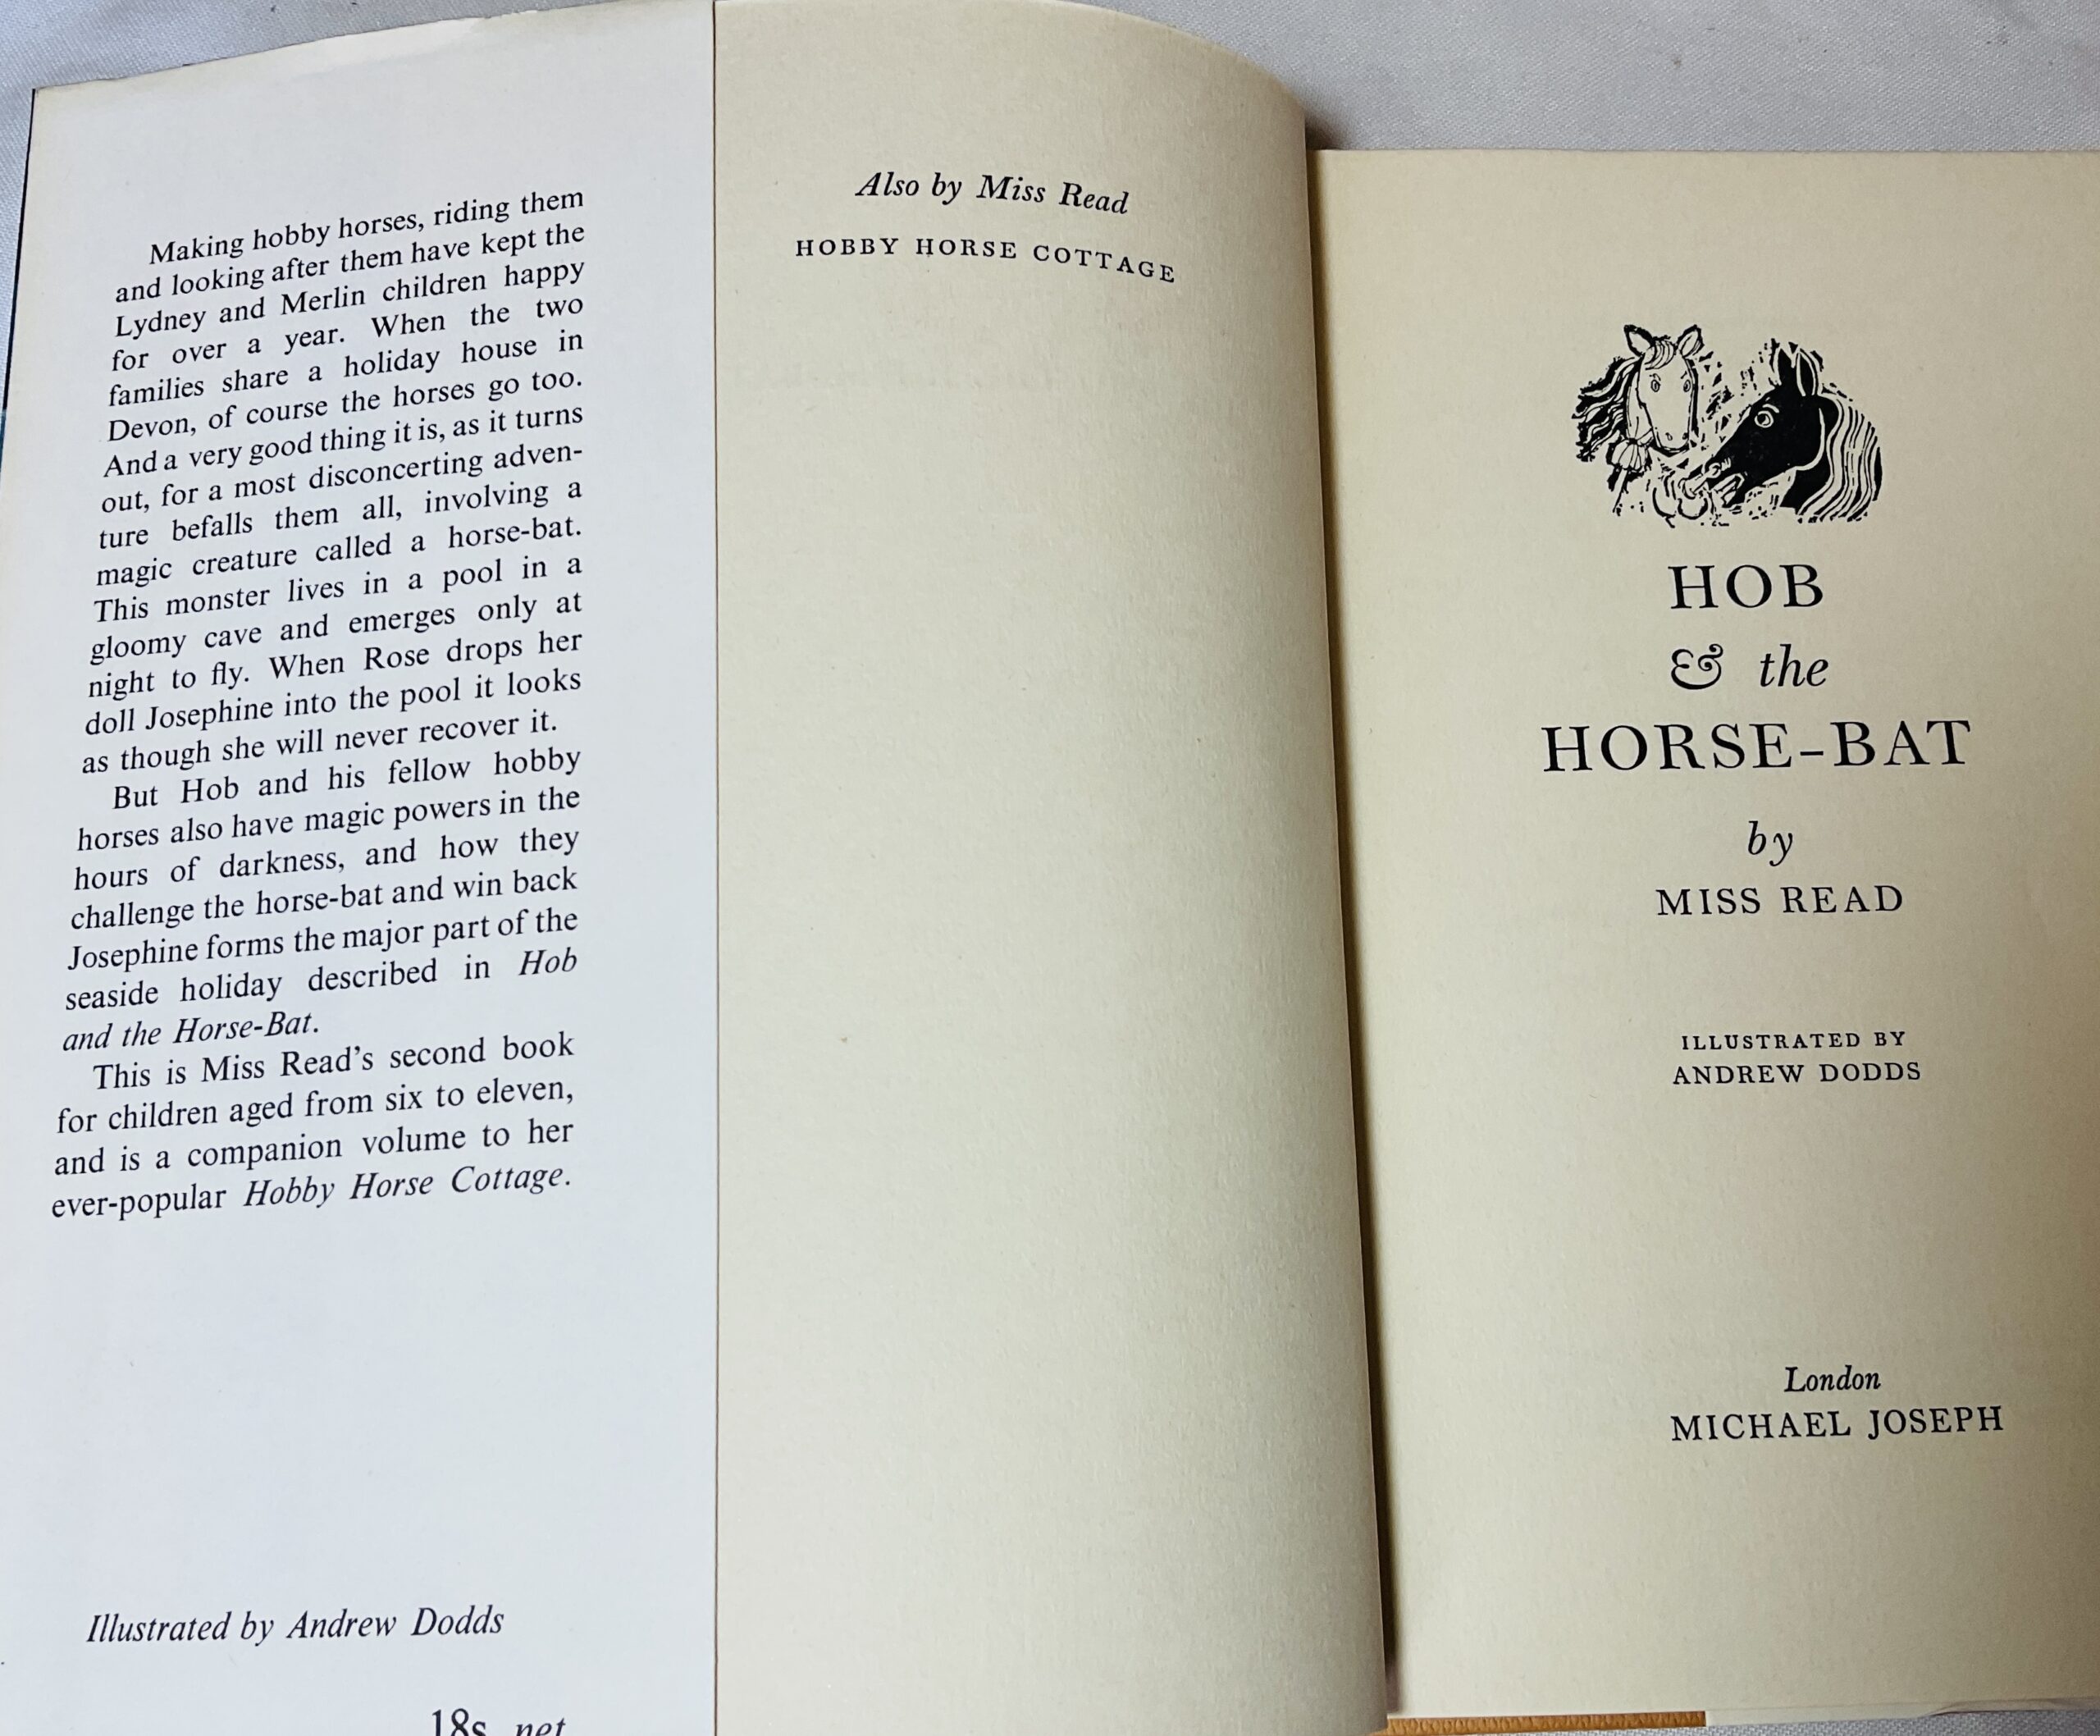 Making hobby horses, riding them
and looking after them have kept the
Lydney and Merlin children happy
for over a year. When the two
families share a holiday house in
Devon, of course the horses go too.
And a very good thing it is, as it turns
out, for a most disconcerting adven-
ture befalls them all, involving a
magic creature called a horse-bat.
This monster lives in a pool in a
gloomy cave and emerges only at
night to fly. When Rose drops her
doll Josephine into the pool it looks
as though she will never recover it.
But Hob and his fellow hobby
horses also have magic powers in the
hours of darkness, and how they
challenge the horse-bat and win back
Josephine forms the major part of the
seaside holiday described in Hob
and the Horse-Bat.
This is Miss Read's second book
for children aged from six to eleven,
and is a companion volume to her
ever-popular Hobby Horse Cottage.
Illustrated by Andrew Dodds
18s. net
Also by Miss Read
HOBBY HORSE COTTAGE
HOB
& the
HORSE-BAT
by
MISS READ
ILLUSTRATED BY
ANDREW DODDS
London
MICHAEL JOSEPH